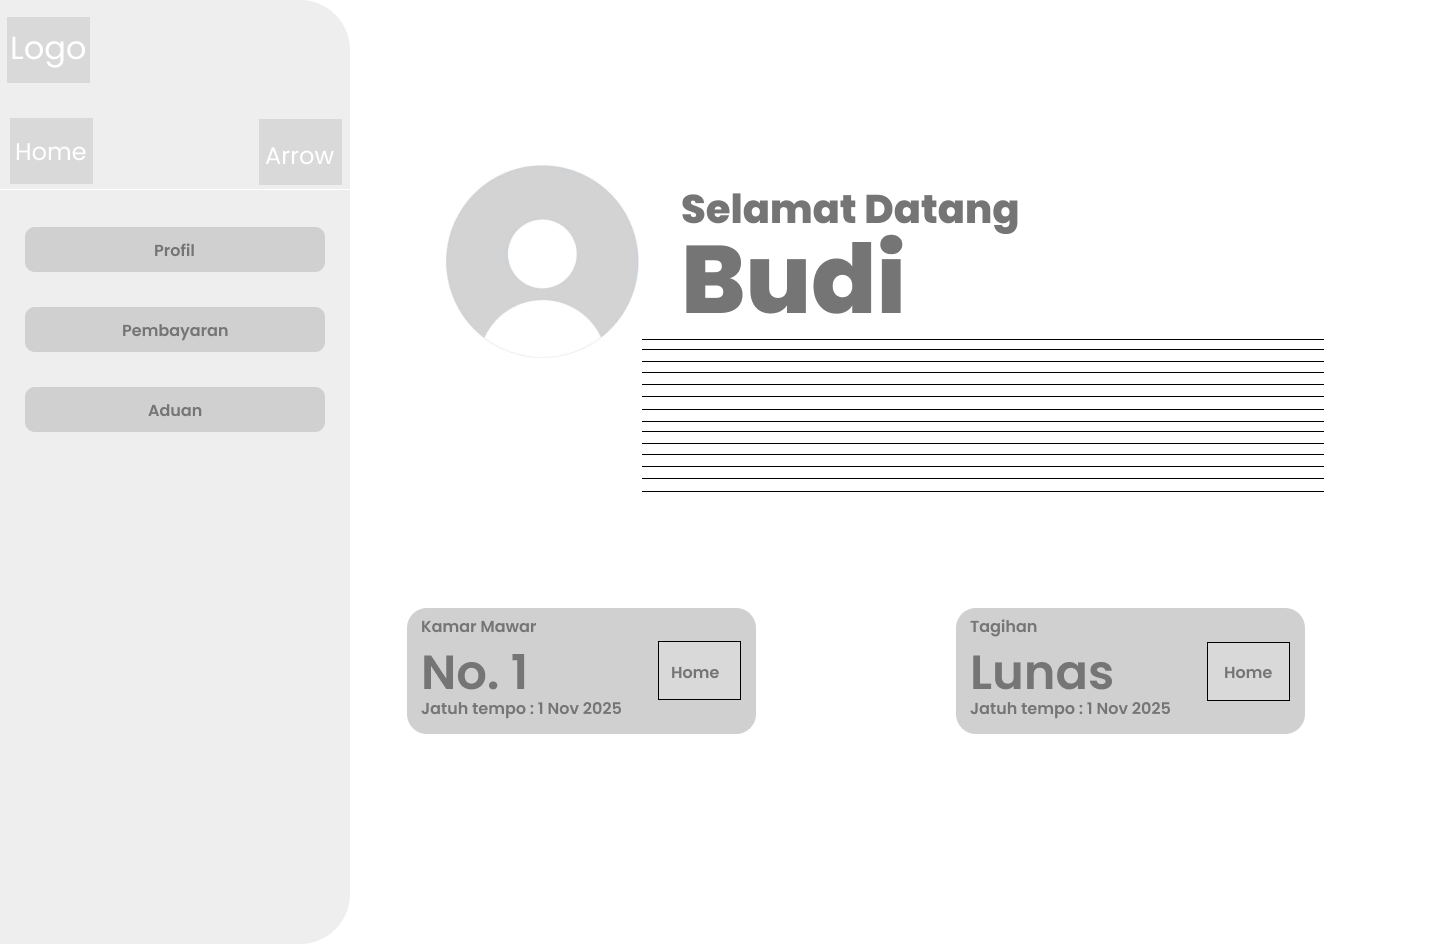 Logo
Home
Arrow
Profil
Pembayaran
Aduan
Selamat Datang
Budi
Kamar Mawar
No. 1
Home
Jatuh tempo : 1 Nov 2025
Tagihan
Lunas
Home
Jatuh tempo : 1 Nov 2025